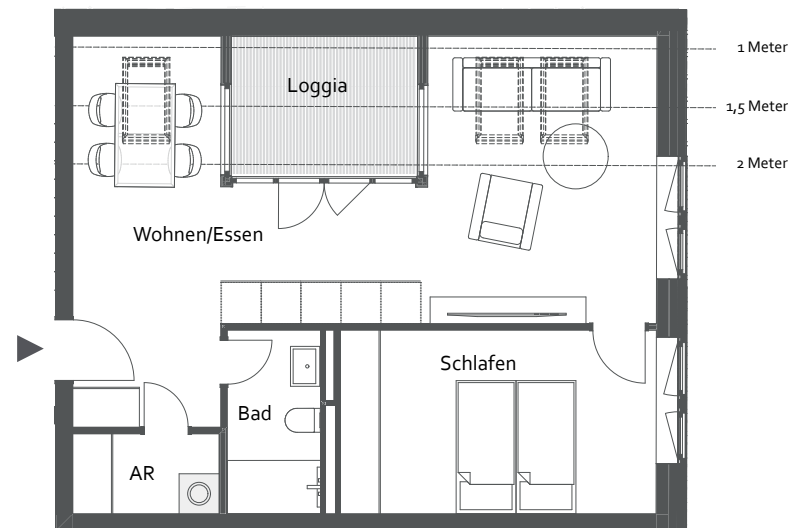 1 Meter
Loggia
1,5 Meter
2 Meter
Wohnen/Essen
Schlafen
Bad
AR